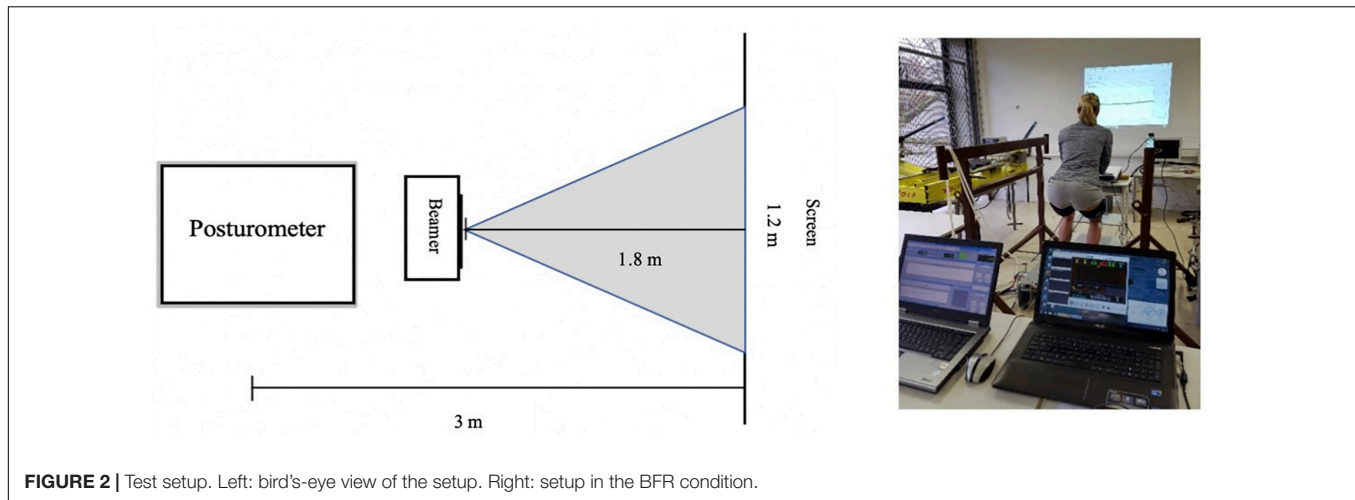 Posturometer
Beamer
1.8 m
1.2 m
Screen
3 m
FIGURE 2 | Test setup. Left: bird's-eye view of the setup. Right: setup in the BFR condition.